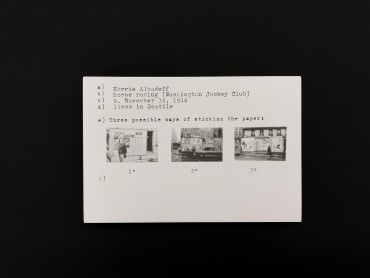 a) Morris Alhadeff
b) horse racing (Washington Jockey Club)
c) b. November 14, 1914
d) lives in Seattle
e) Three possible ways of sticking the paper:
1° 2° 3°